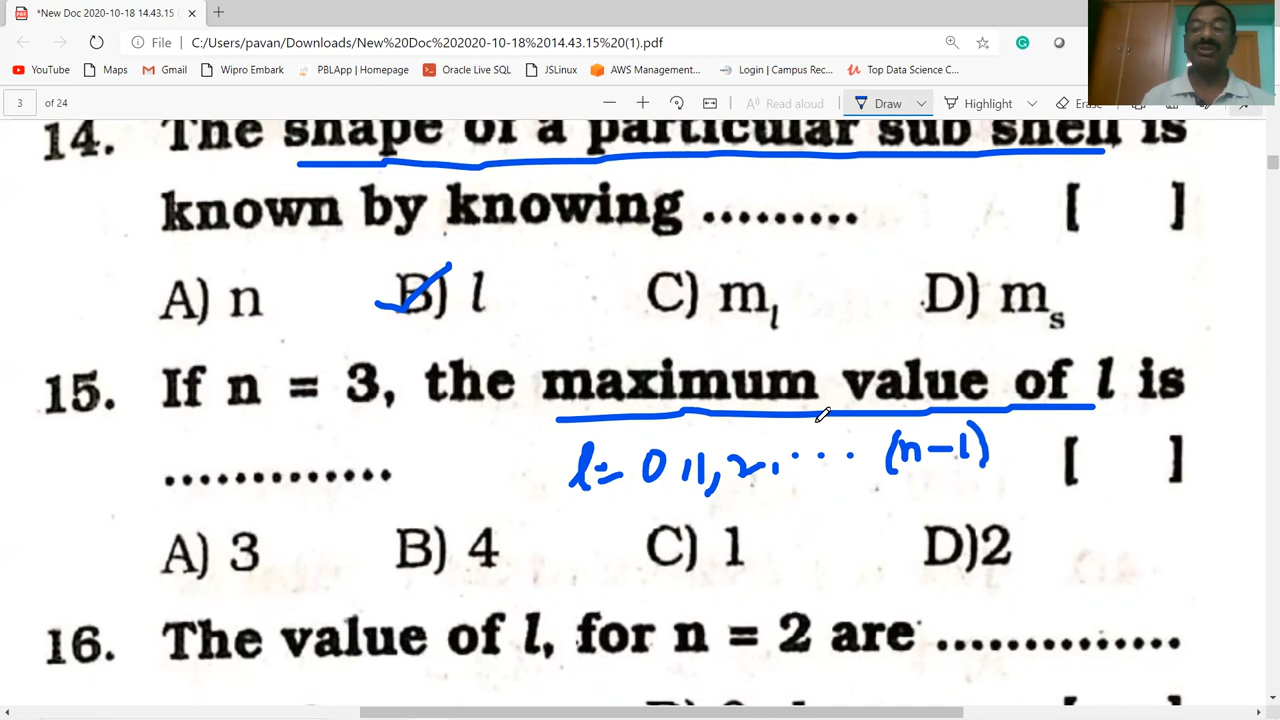 *New Doc 2020-10-18 14.43.15 (
File
C:/Users/pavan/Downloads/New%20Doc%202020-10-18%2014.43.15%20(1).pdf
YouTube Maps Gmail Wipro Embark PBLApp | Homepage Oracle Live SQL JSLinux AWS Management... Login | Campus Rec... Top Data Science C...
3 of 24 Read aloud Draw Highlight Erase
14. The shape of a particular sub shell is
known by knowing ......... [ ]
A) n B) l C) mₗ D) mₛ
15. If n = 3, the maximum value of l is
............. [ ]
l = 0, 1, 2, ... (n-1)
A) 3 B) 4 C) 1 D)2
16. The value of l, for n = 2 are ..............